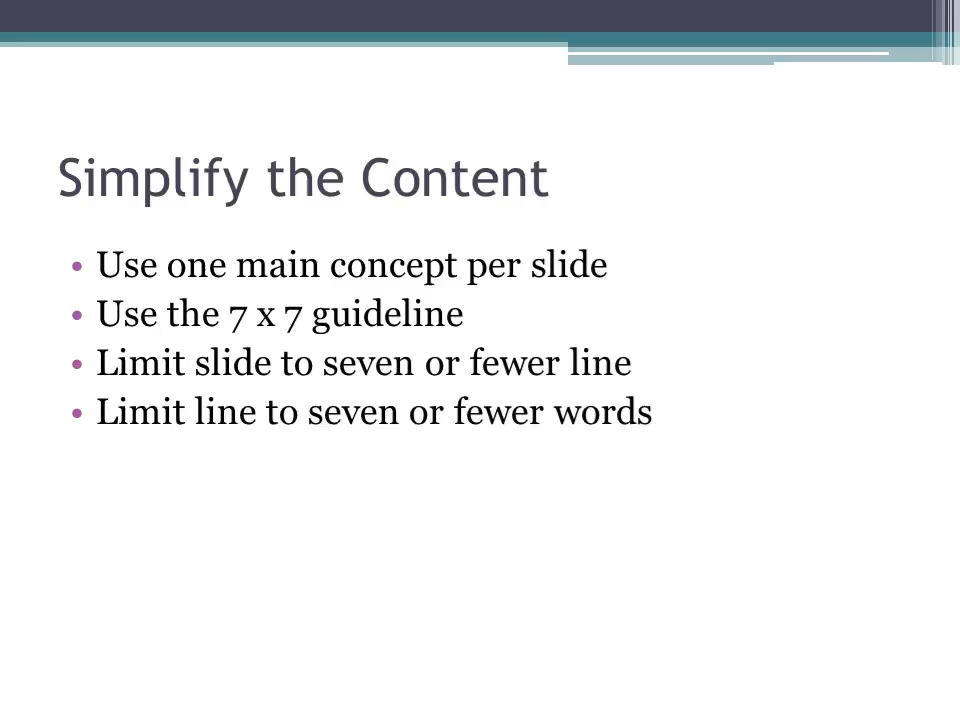 Simplify the Content
• Use one main concept per slide
• Use the 7 x 7 guideline
• Limit slide to seven or fewer line
• Limit line to seven or fewer words